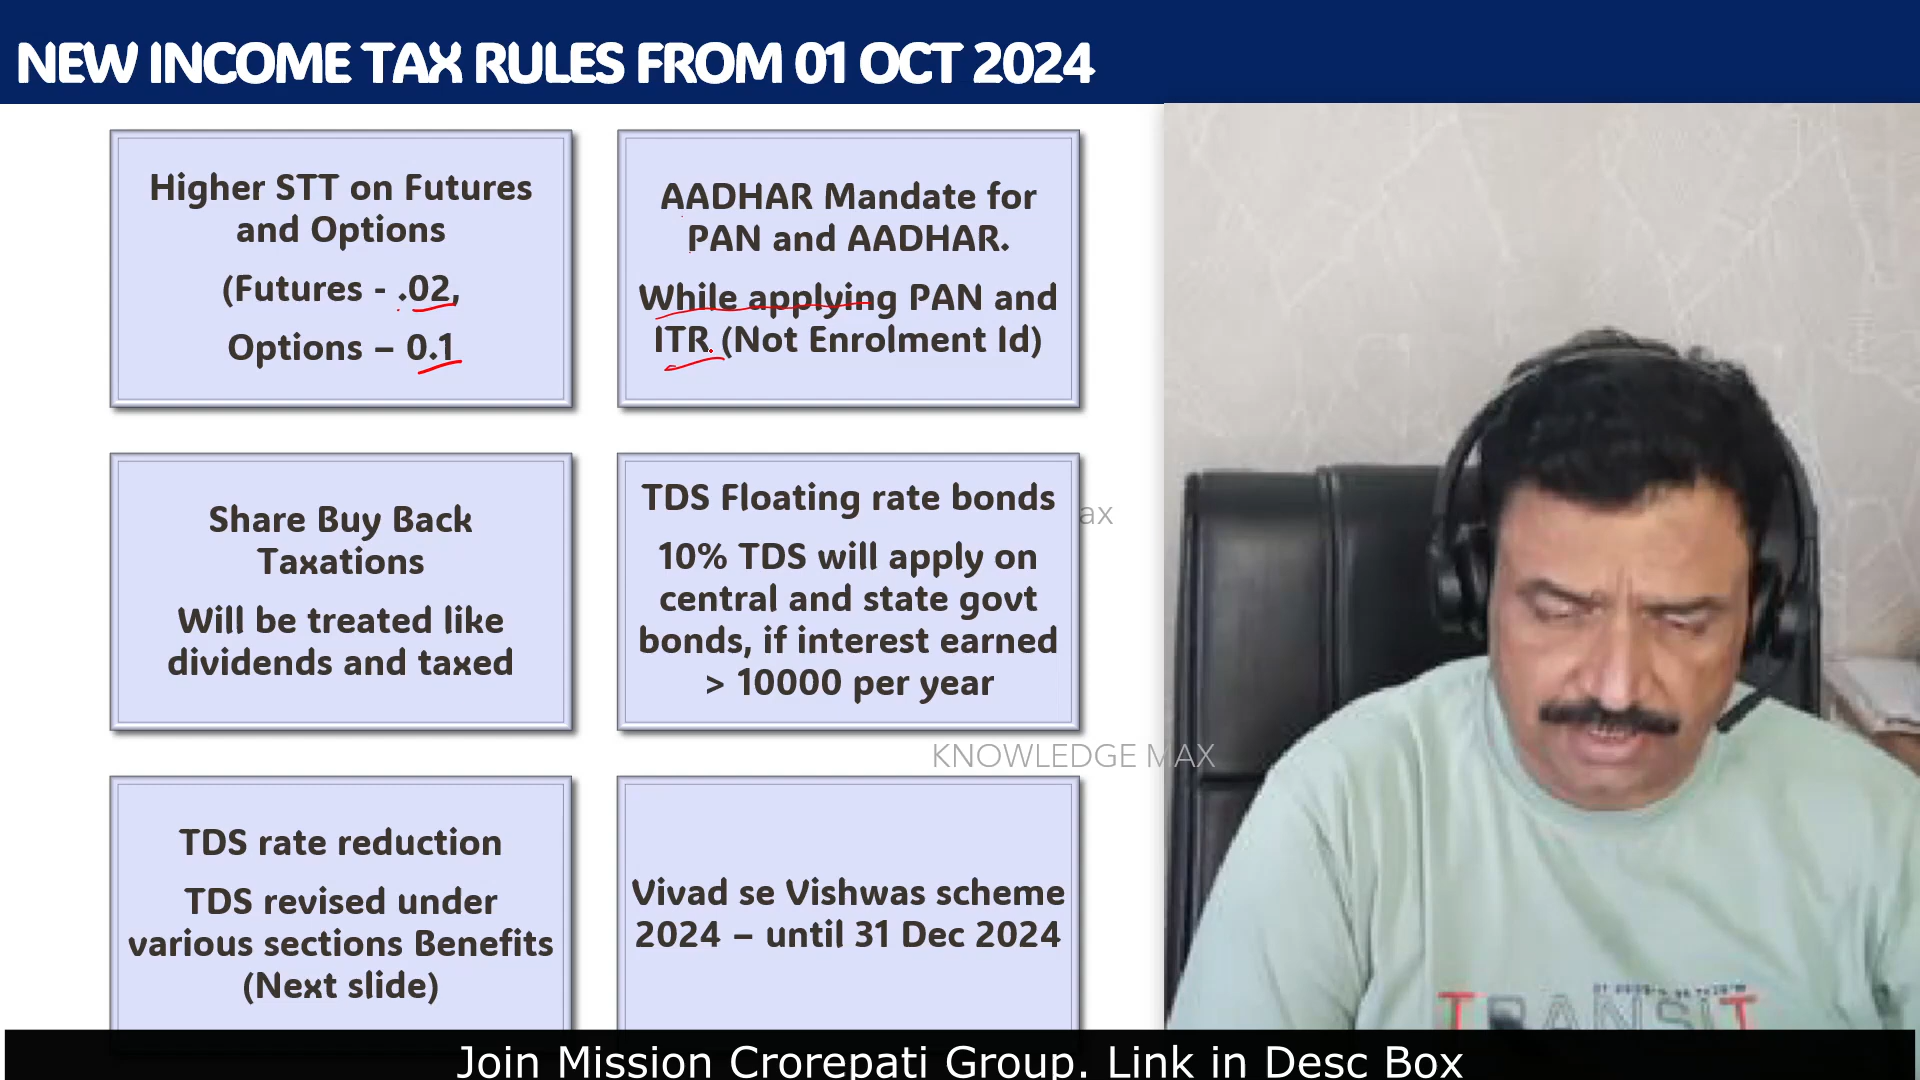 NEW INCOME TAX RULES FROM 01 OCT 2024
Higher STT on Futures
and Options
(Futures - .02,
Options – 0.1
AADHAR Mandate for
PAN and AADHAR.
While applying PAN and
ITR (Not Enrolment Id)
Share Buy Back
Taxations
Will be treated like
dividends and taxed
TDS Floating rate bonds
10% TDS will apply on
central and state govt
bonds, if interest earned
> 10000 per year
ax
KNOWLEDGE MAX
TDS rate reduction
TDS revised under
various sections Benefits
(Next slide)
Vivad se Vishwas scheme
2024 – until 31 Dec 2024
TRANSIT
Join Mission Crorepati Group. Link in Desc Box